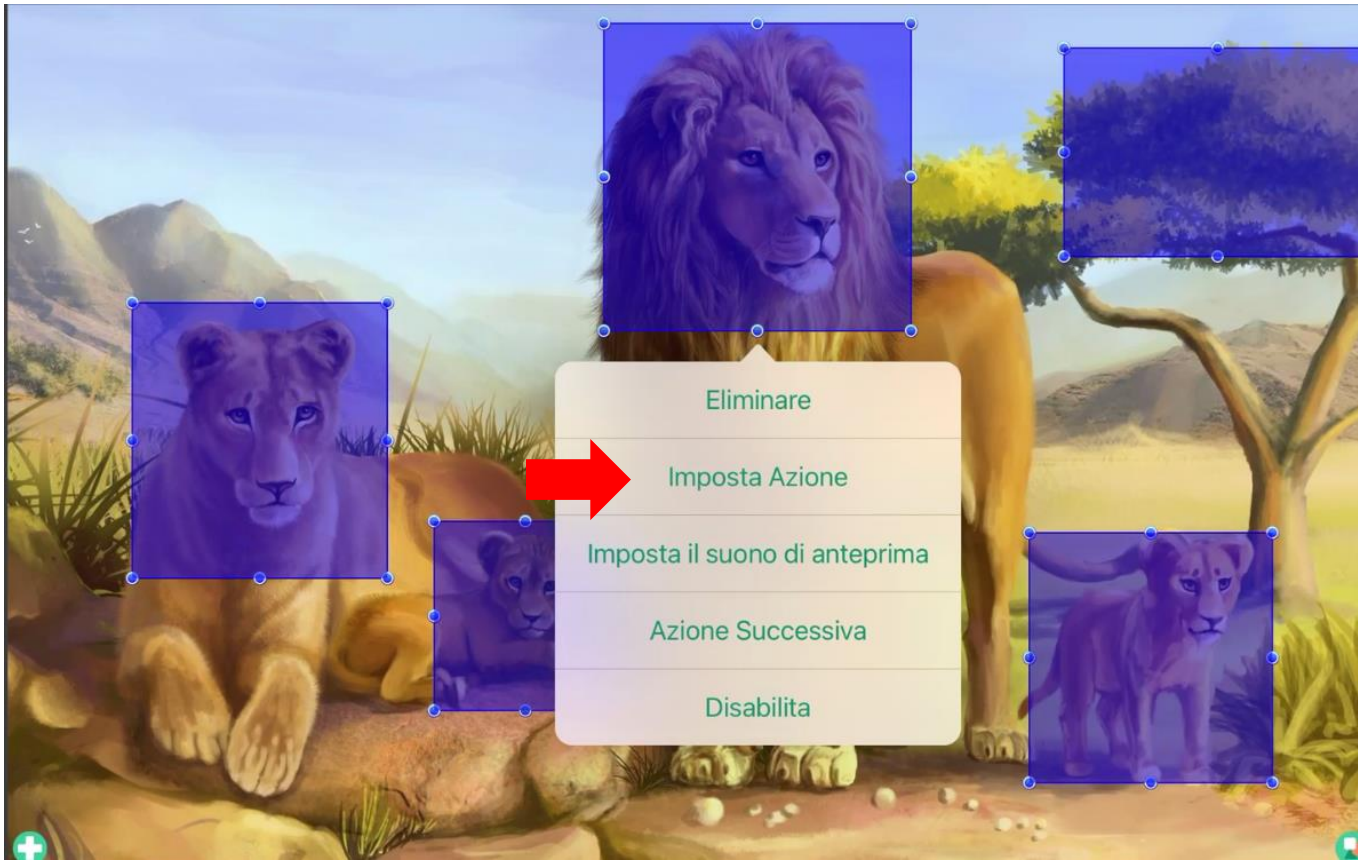 Eliminare
Imposta Azione
Imposta il suono di anteprima
Azione Successiva
Disabilita